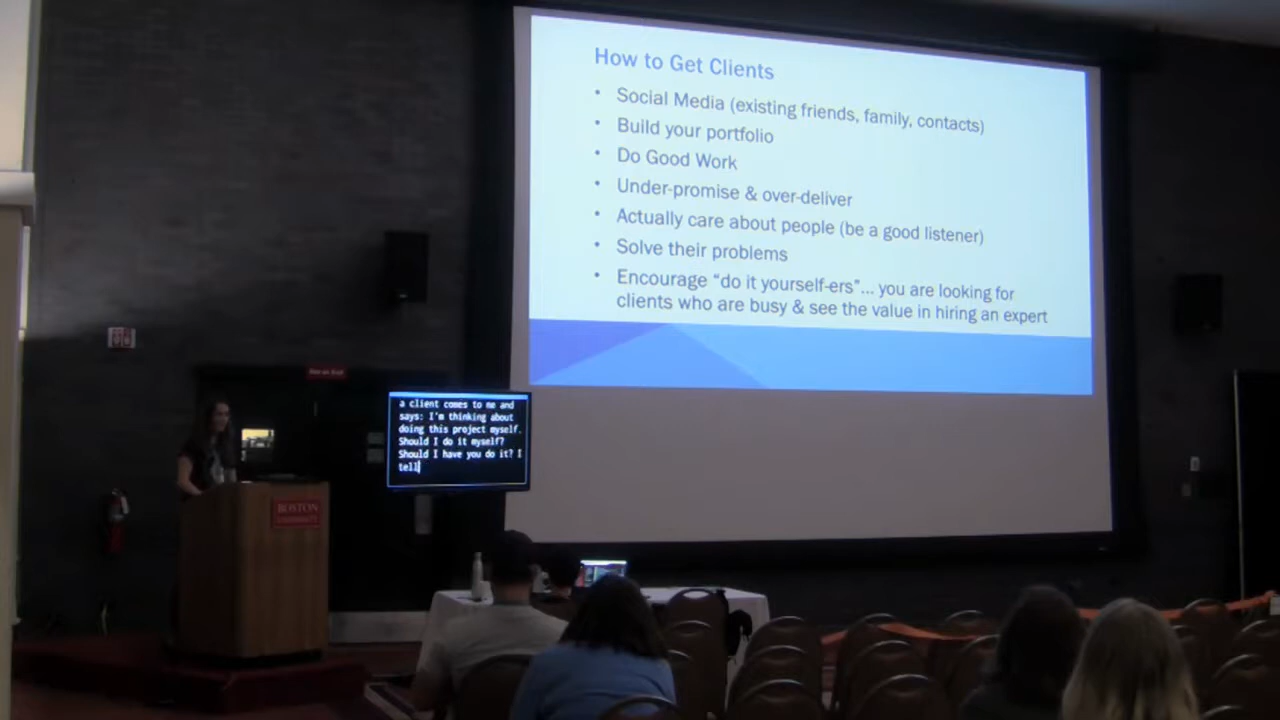 How to Get Clients
• Social Media (existing friends, family, contacts)
• Build your portfolio
• Do Good Work
• Under-promise & over-deliver
• Actually care about people (be a good listener)
• Solve their problems
• Encourage "do it yourself-ers"... you are looking for
clients who are busy & see the value in hiring an expert
a client comes to me and
says: I'm thinking about
doing this project myself.
Should I do it myself?
Should I have you do it? I
tell
BOSTON
UNIVERSITY
Not an Exit